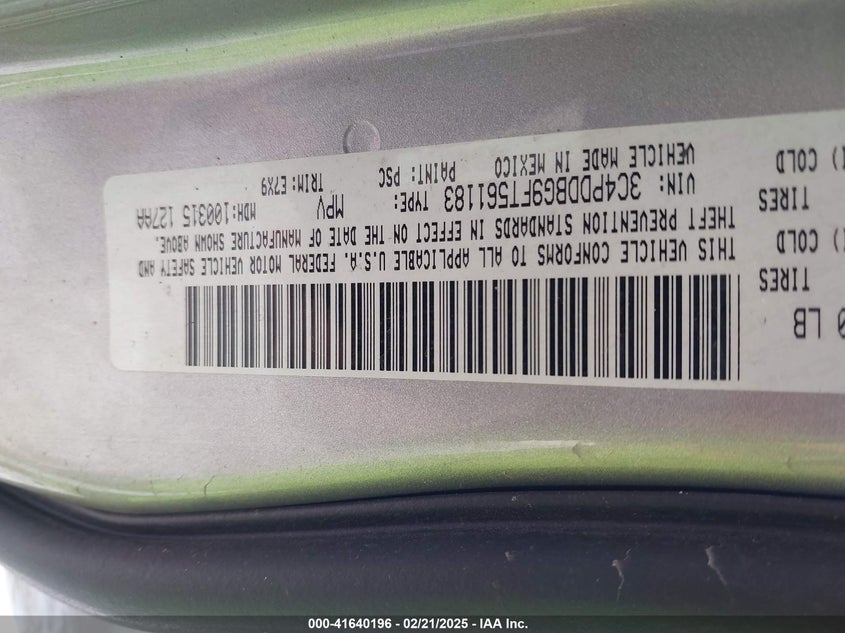 0 LB
TIRES
) COLD
TIRES
) COLD
THIS VEHICLE CONFORMS TO ALL APPLICABLE U.S.A. FEDERAL MOTOR VEHICLE SAFETY AND
THEFT PREVENTION STANDARDS IN EFFECT ON THE DATE OF MANUFACTURE SHOWN ABOVE.
VIN: 3C4PDDBG9FT561183 TYPE: MPV MDH:100315 127AA
VEHICLE MADE IN MEXICO PAINT: PSC TRIM: E7X9
000-41640196 - 02/21/2025 - IAA Inc.